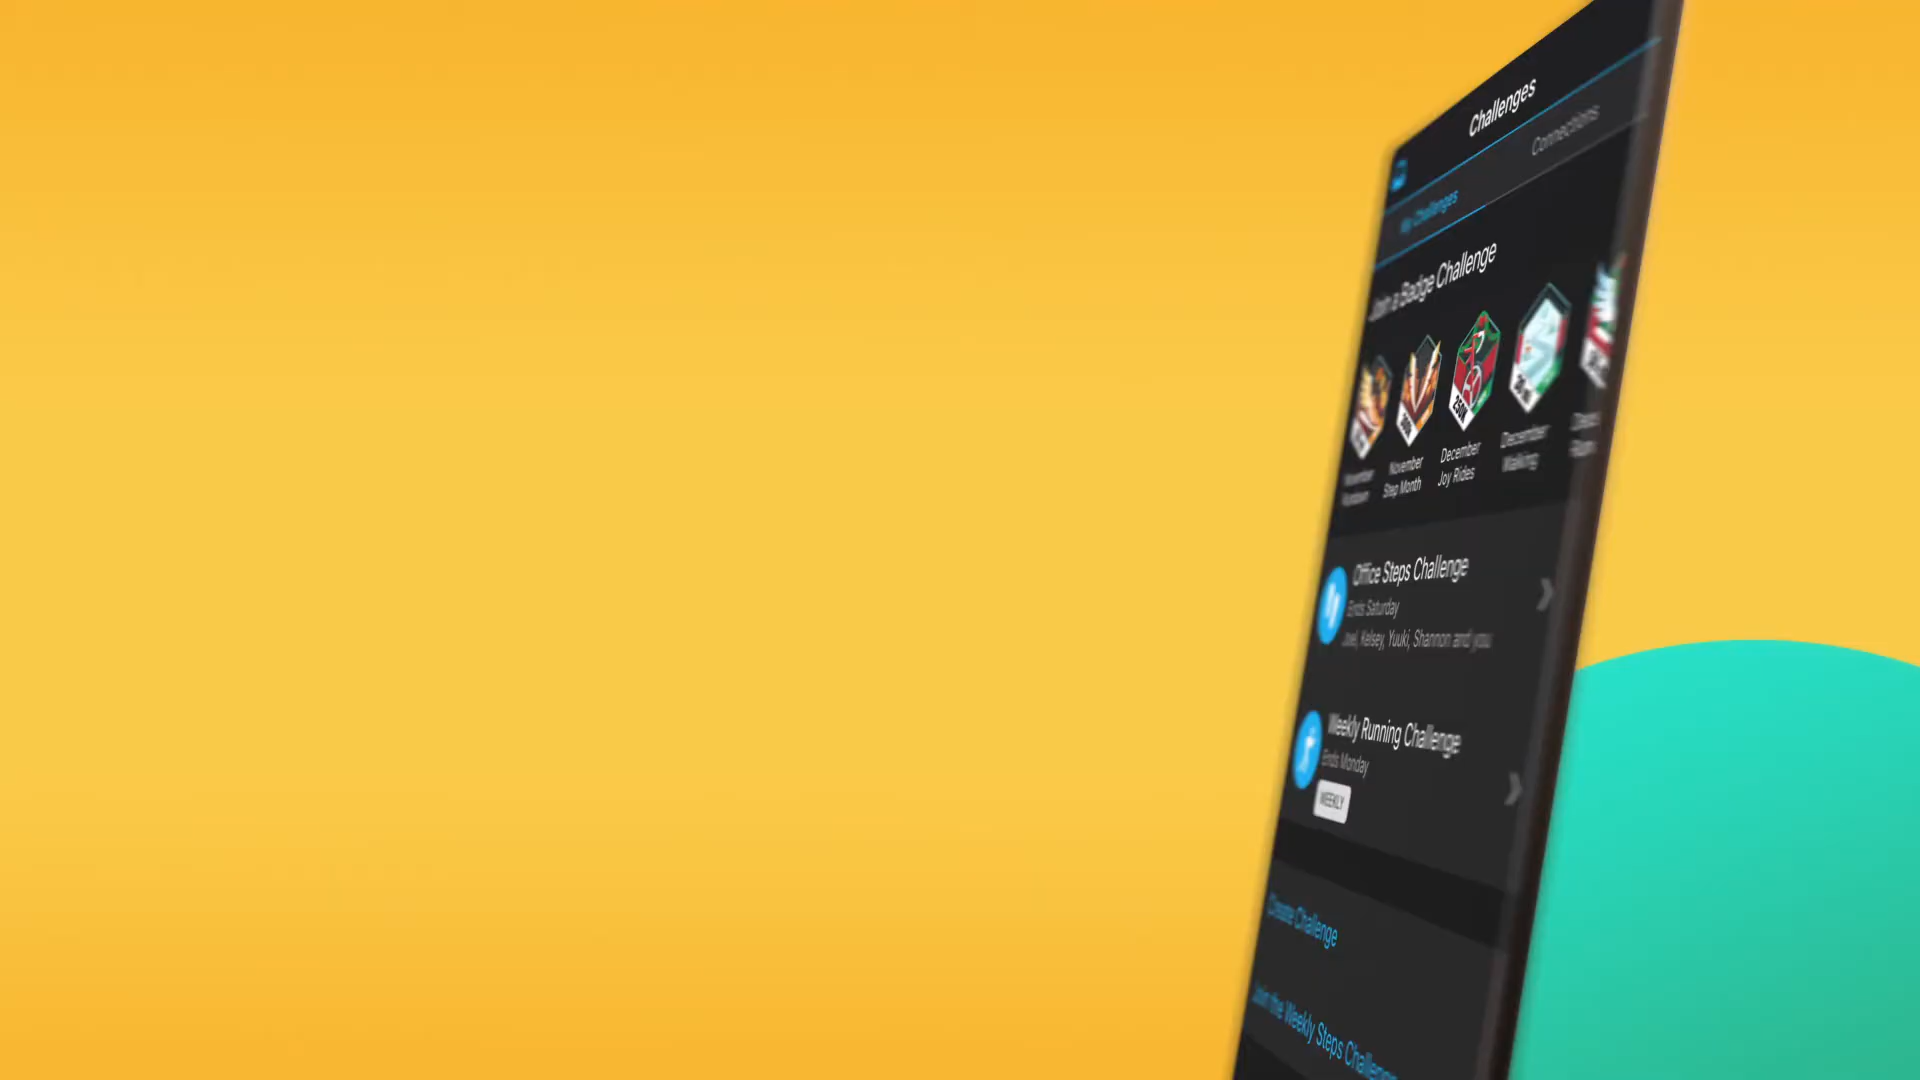 Challenges
My Challenges
Connections
Join a Badge Challenge
250K
November
Step Month
December
Joy Rides
December
Walking
Office Steps Challenge
Ends Saturday
Joel, Kelsey, Yuuki, Shannon and you
Weekly Running Challenge
Ends Monday
WEEKLY
Create Challenge
Join the Weekly Steps Challenge